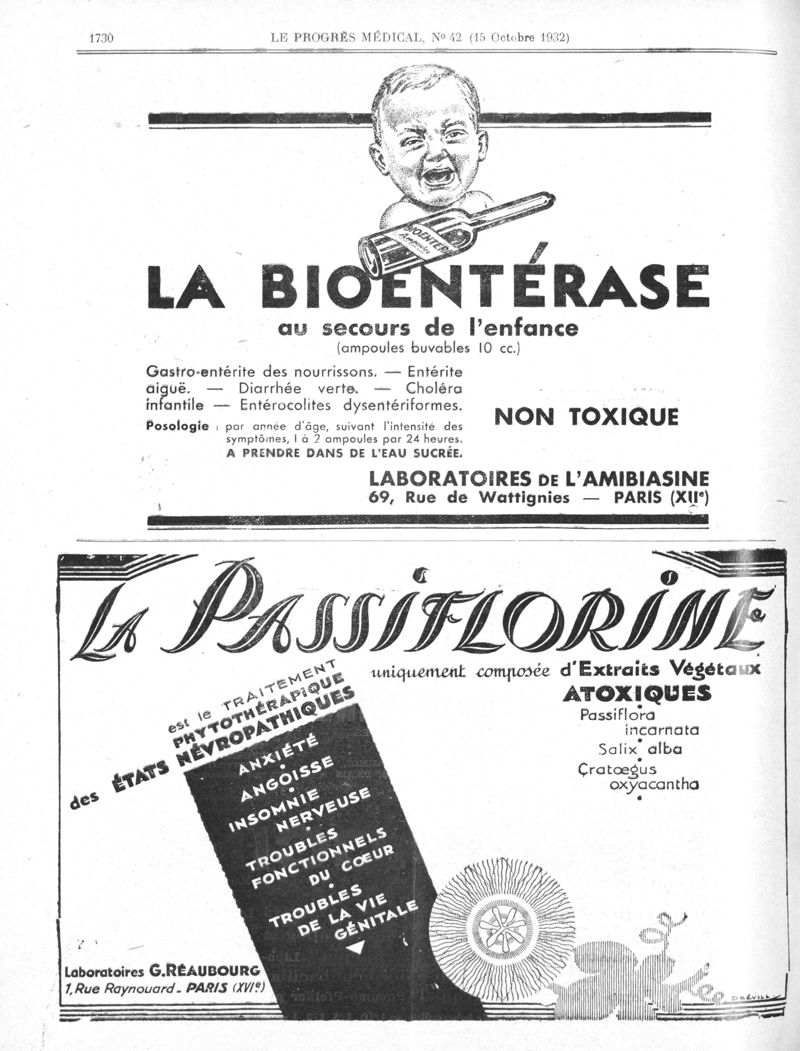 1730
LE PROGRÈS MÉDICAL, No 42 (15 Octobre 1932)
BIOENTÉR
Ampoules
LA BIOENTÉRASE
au secours de l'enfance
(ampoules buvables 10 cc.)
Gastro-entérite des nourrissons. — Entérite
aiguë. — Diarrhée verte. — Choléra
infantile — Entérocolites dysentériformes.
Posologie : par année d'âge, suivant l'intensité des
symptômes, 1 à 2 ampoules par 24 heures.
A PRENDRE DANS DE L'EAU SUCRÉE.
NON TOXIQUE
LABORATOIRES DE L'AMIBIASINE
69, Rue de Wattignies — PARIS (XIIe)
LA PASSIFLORINE
uniquement composée d'Extraits Végétaux
ATOXIQUES
Passiflora
incarnata
Salix alba
Cratœgus
oxyacantha
est le TRAITEMENT
PHYTOTHÉRAPIQUE
des ÉTATS NÉVROPATHIQUES
ANXIÉTÉ
ANGOISSE
INSOMNIE
NERVEUSE
TROUBLES
FONCTIONNELS
DU CŒUR
TROUBLES
DE LA VIE
GÉNITALE
Laboratoires G. RÉAUBOURG
1, Rue Raynouard - PARIS (XVIe)